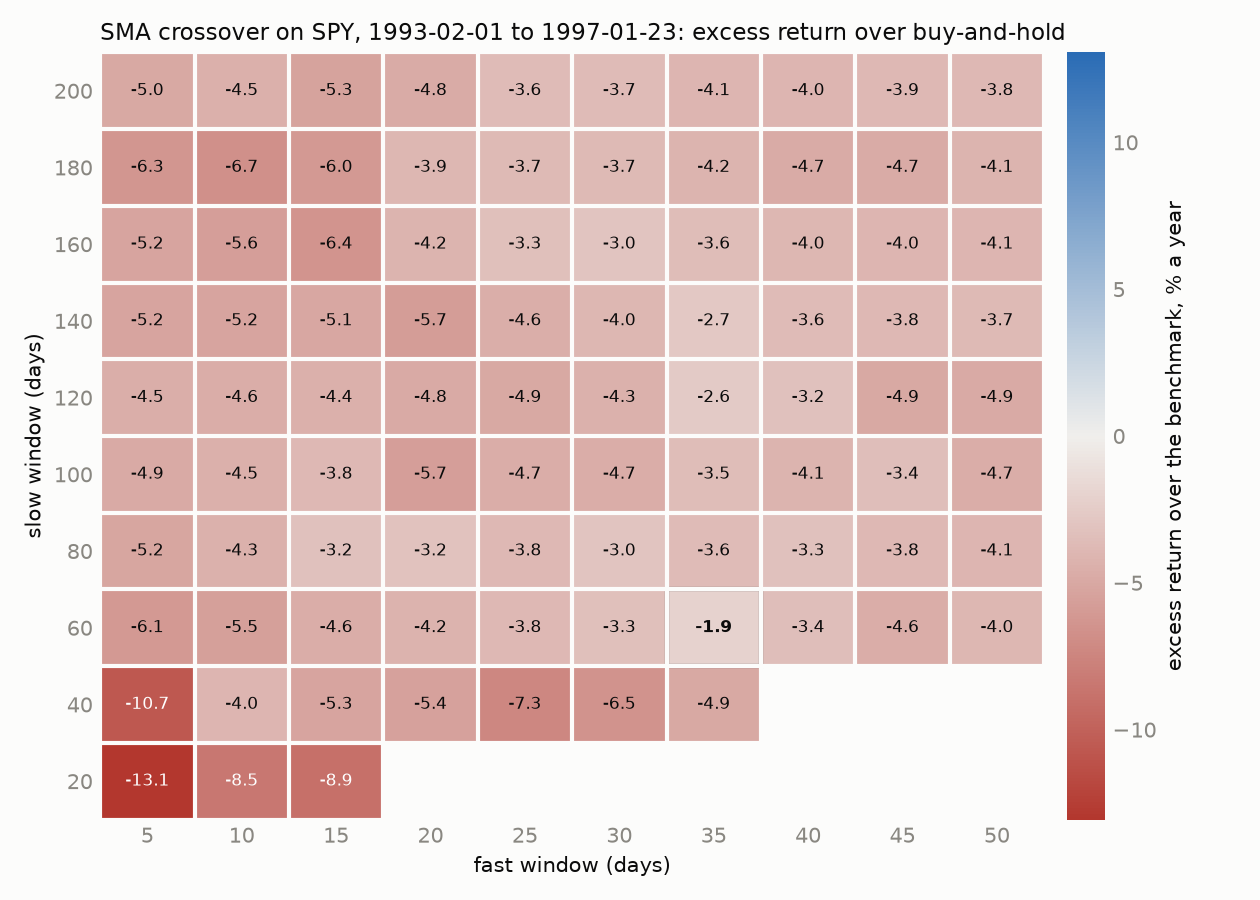 SMA crossover on SPY, 1993-02-01 to 1997-01-23: excess return over buy-and-hold
200 -5.0 -4.5 -5.3 -4.8 -3.6 -3.7 -4.1 -4.0 -3.9 -3.8
180 -6.3 -6.7 -6.0 -3.9 -3.7 -3.7 -4.2 -4.7 -4.7 -4.1
160 -5.2 -5.6 -6.4 -4.2 -3.3 -3.0 -3.6 -4.0 -4.0 -4.1
140 -5.2 -5.2 -5.1 -5.7 -4.6 -4.0 -2.7 -3.6 -3.8 -3.7
120 -4.5 -4.6 -4.4 -4.8 -4.9 -4.3 -2.6 -3.2 -4.9 -4.9
100 -4.9 -4.5 -3.8 -5.7 -4.7 -4.7 -3.5 -4.1 -3.4 -4.7
80 -5.2 -4.3 -3.2 -3.2 -3.8 -3.0 -3.6 -3.3 -3.8 -4.1
60 -6.1 -5.5 -4.6 -4.2 -3.8 -3.3 -1.9 -3.4 -4.6 -4.0
40 -10.7 -4.0 -5.3 -5.4 -7.3 -6.5 -4.9
20 -13.1 -8.5 -8.9
5 10 15 20 25 30 35 40 45 50
fast window (days)
slow window (days)
10
5
0
−5
−10
excess return over the benchmark, % a year